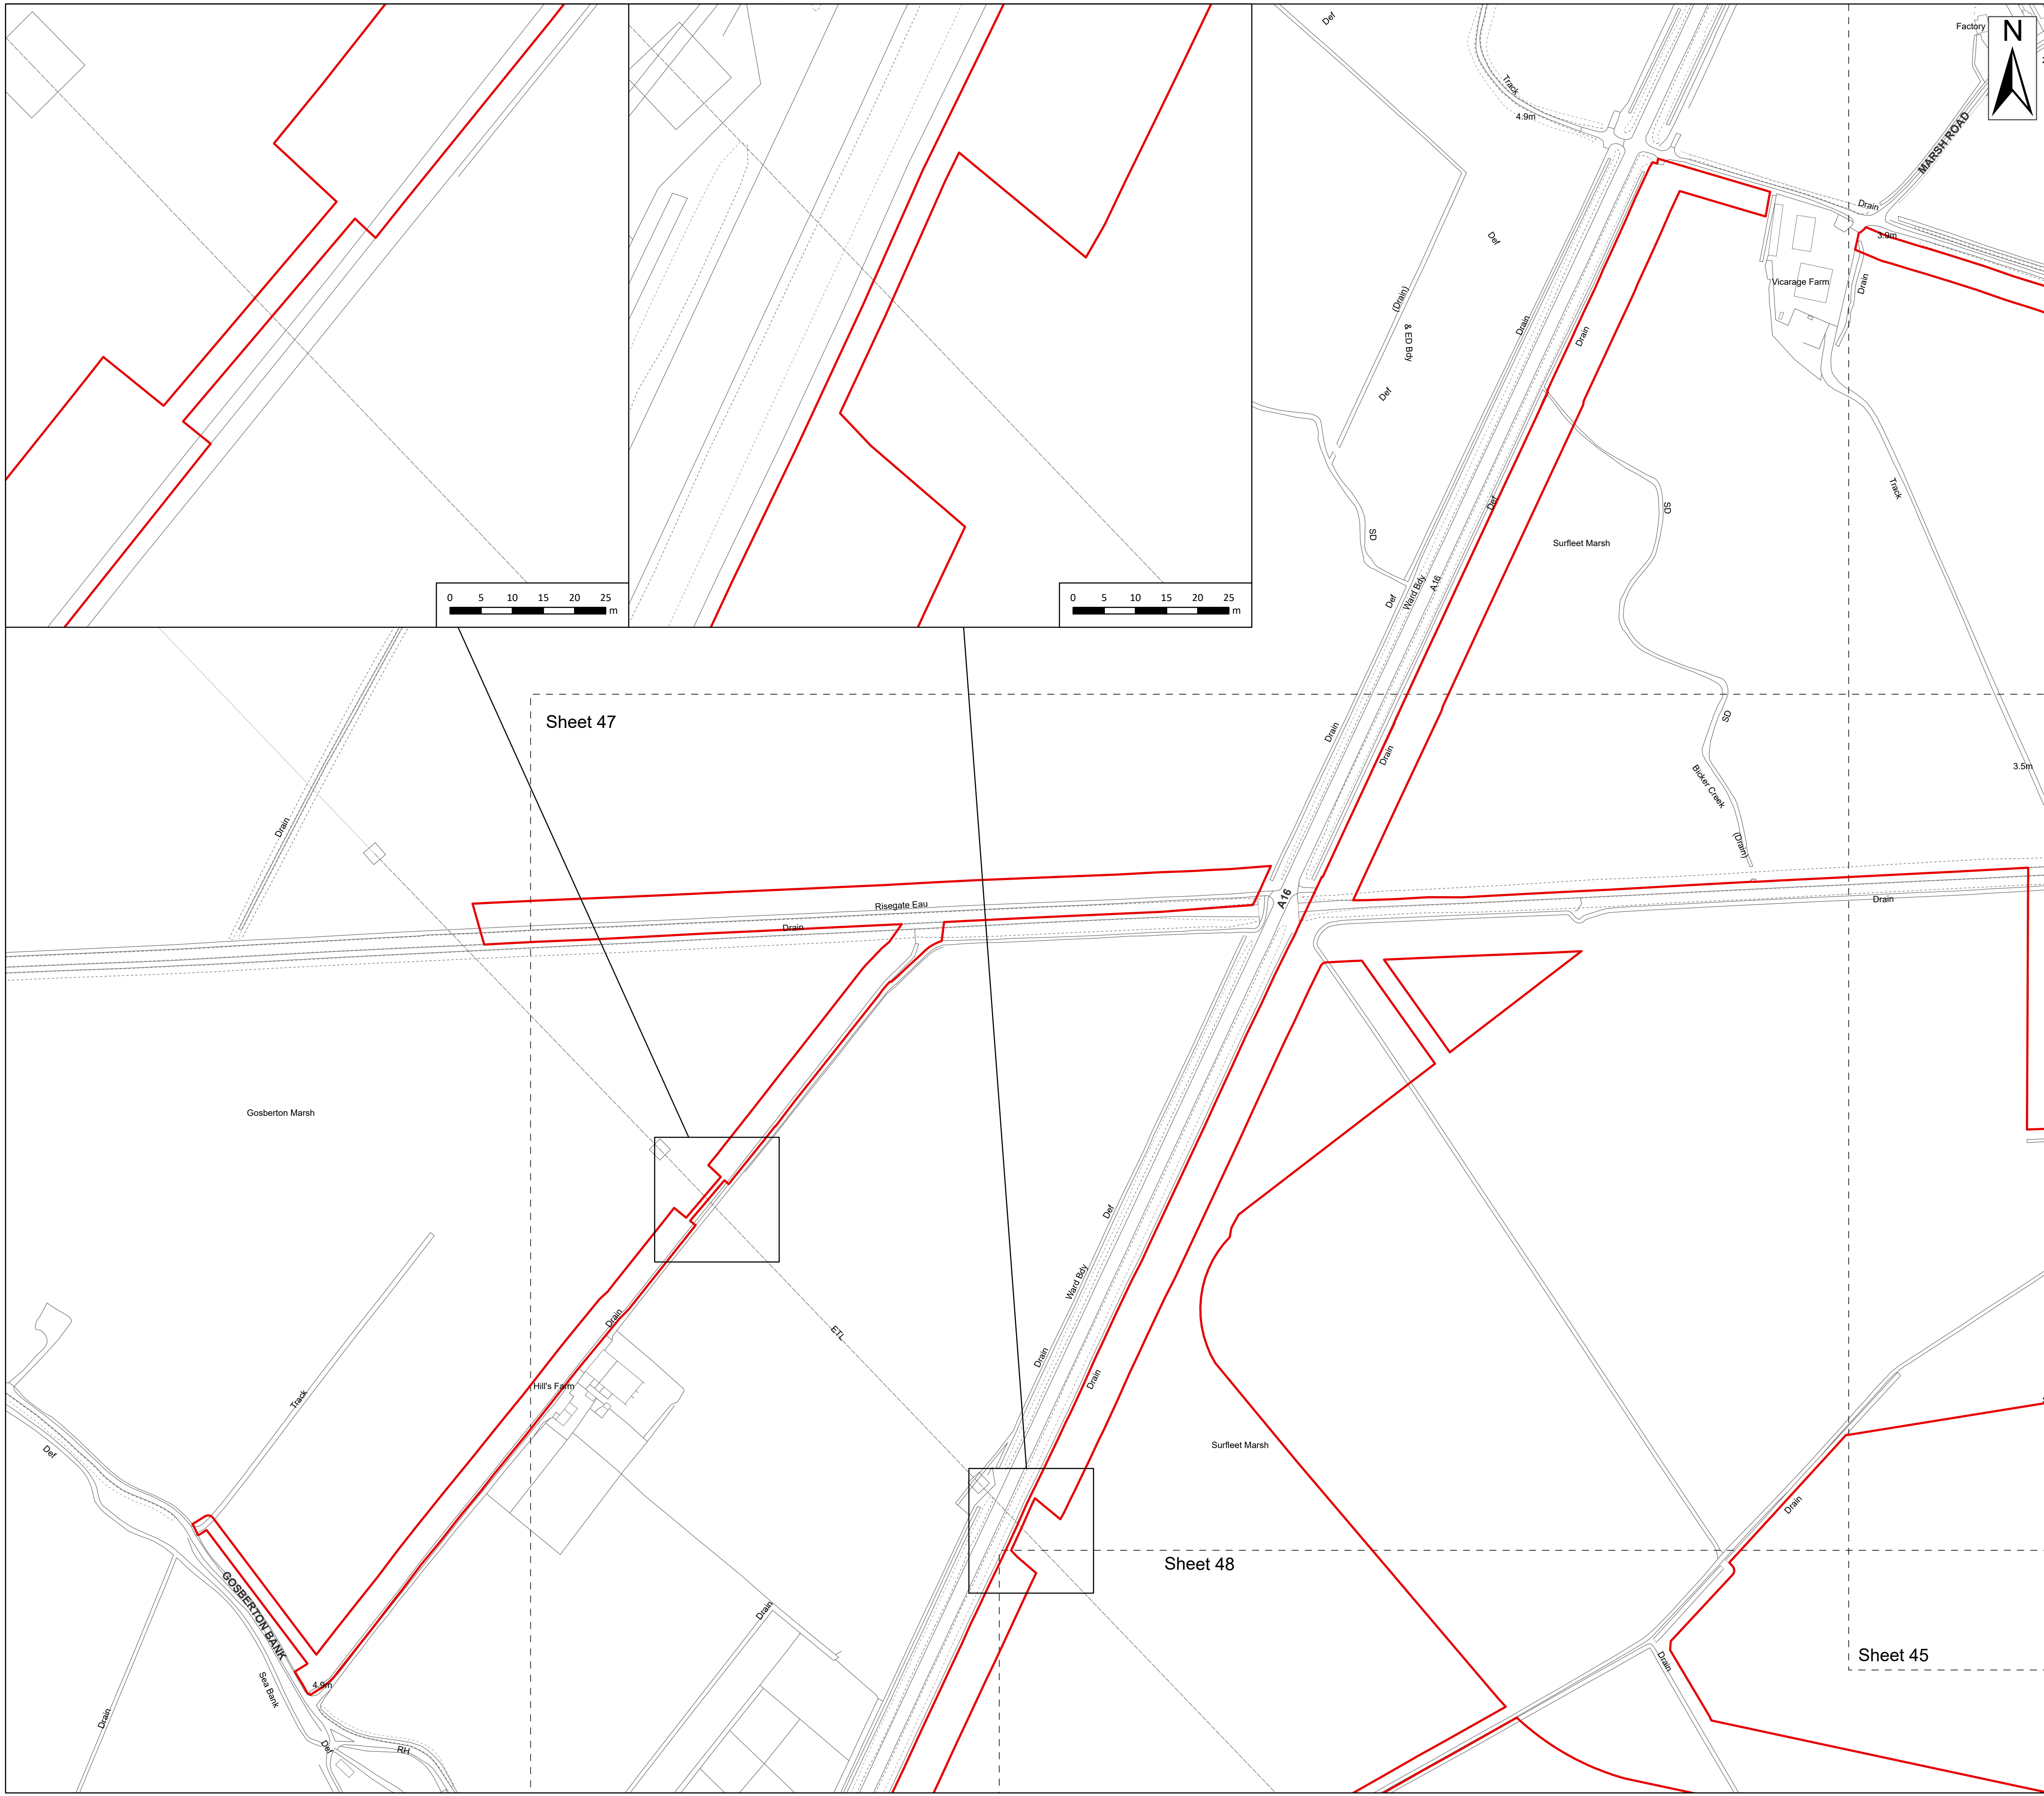 Def
Factory
N
Track
4.9m
MARSH ROAD
Drain
3.9m
Def
Vicarage Farm
Drain
(Drain)
& ED Bdy
Drain
Drain
Def
Track
Def
SD
SD
Surfleet Marsh
A16
Ward Bdy
Def
0 5 10 15 20 25
m
0 5 10 15 20 25
m
Sheet 47
Drain
SD
Drain
3.5m
Bicker Creek
(Drain)
Drain
A16
Risegate Eau
Drain
Drain
Gosberton Marsh
Def
Ward Bdy
Drain
ETL
Drain
Drain
Hill's Farm
Track
Surfleet Marsh
Def
Drain
Sheet 48
GOSBERTON BANK
Drain
Sheet 45
Drain
4.9m
Sea Bank
Drain
Def
RH